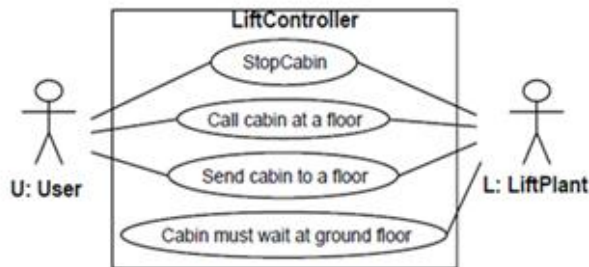 LiftController
StopCabin
Call cabin at a floor
Send cabin to a floor
U: User
L: LiftPlant
Cabin must wait at ground floor